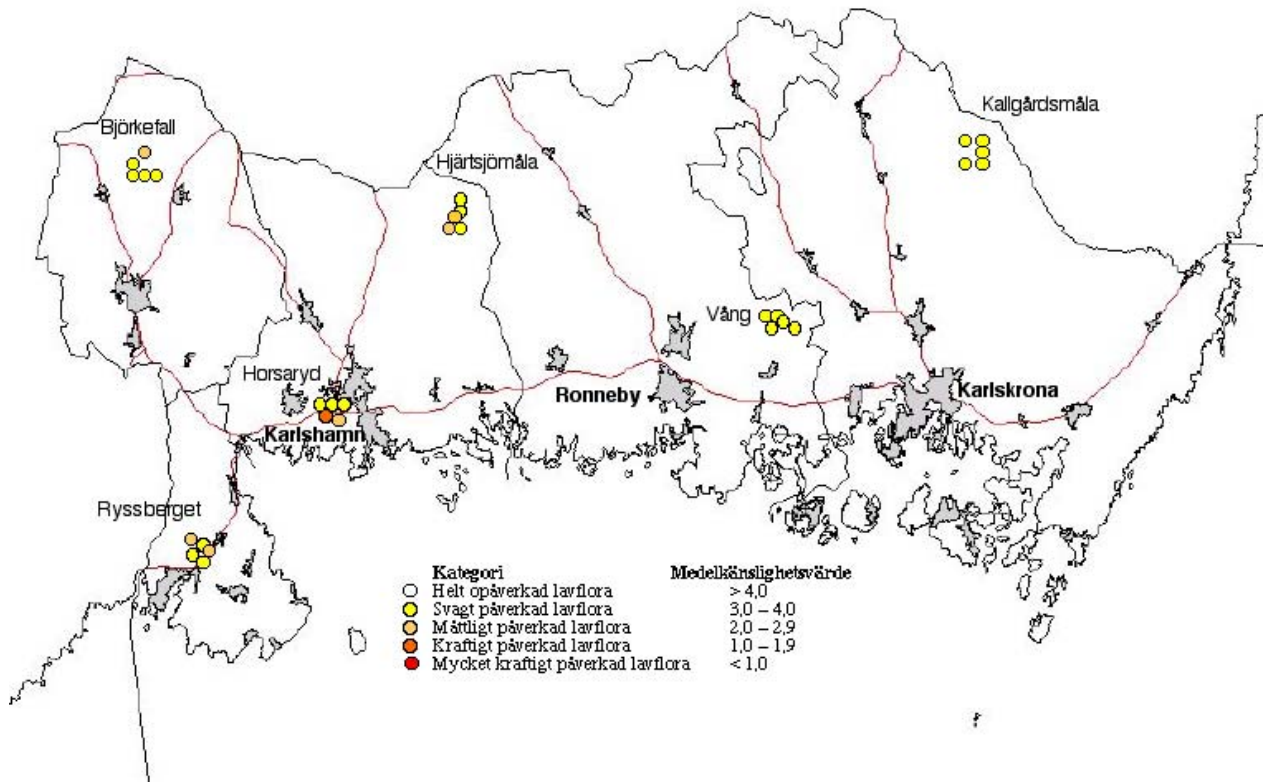 Kallgårdsmåla
Björkefall
Hjärtsjömåla
Vång
Horsaryd
Ronneby
Karlskrona
Karlshamn
Ryssberget
Kategori Medelkänslighetsvärde
Helt opåverkad lavflora > 4,0
Svagt påverkad lavflora 3,0 – 4,0
Måttligt påverkad lavflora 2,0 – 2,9
Kraftigt påverkad lavflora 1,0 – 1,9
Mycket kraftigt påverkad lavflora < 1,0